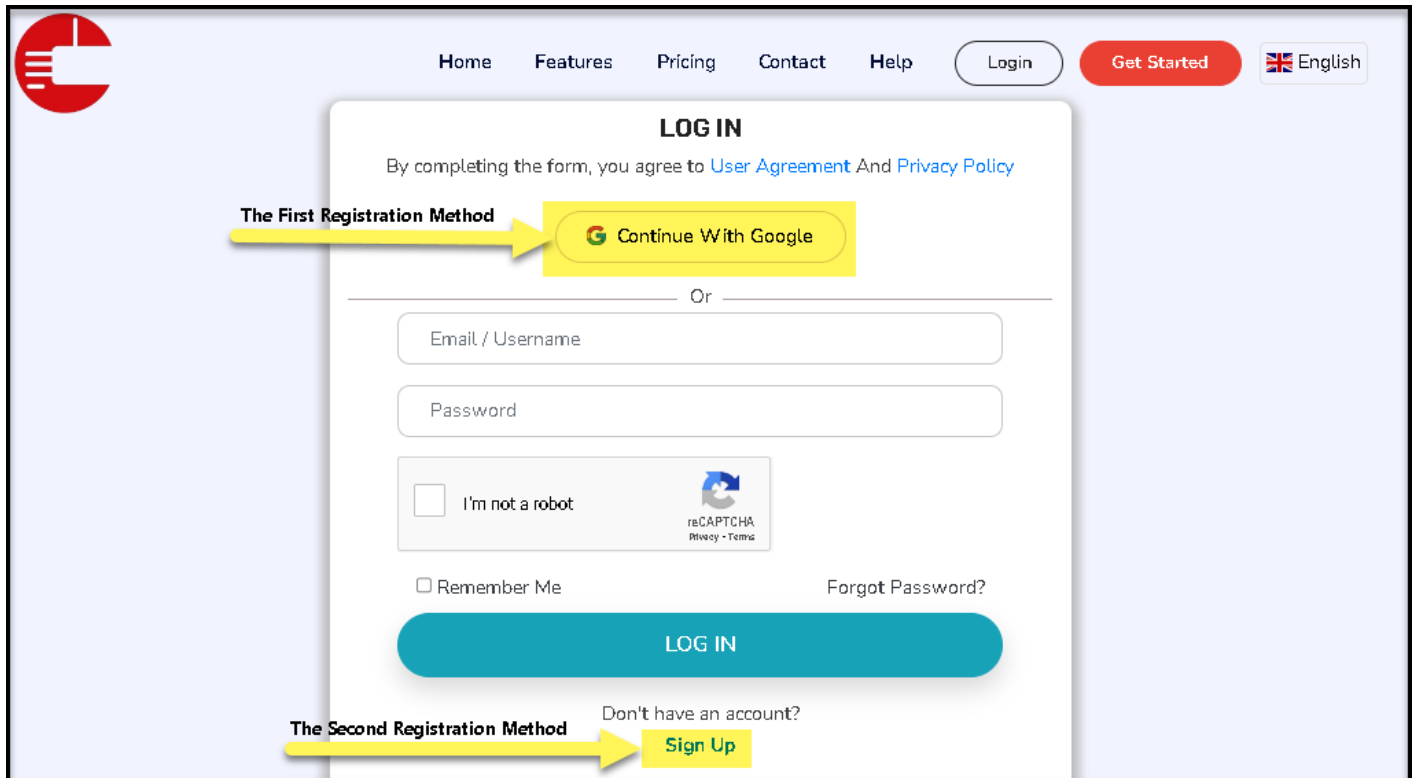 Home Features Pricing Contact Help Login Get Started English
LOG IN
By completing the form, you agree to User Agreement And Privacy Policy
The First Registration Method
Continue With Google
Or
Email / Username
Password
I'm not a robot
reCAPTCHA
Privacy - Terms
Remember Me Forgot Password?
LOG IN
Don't have an account?
The Second Registration Method
Sign Up